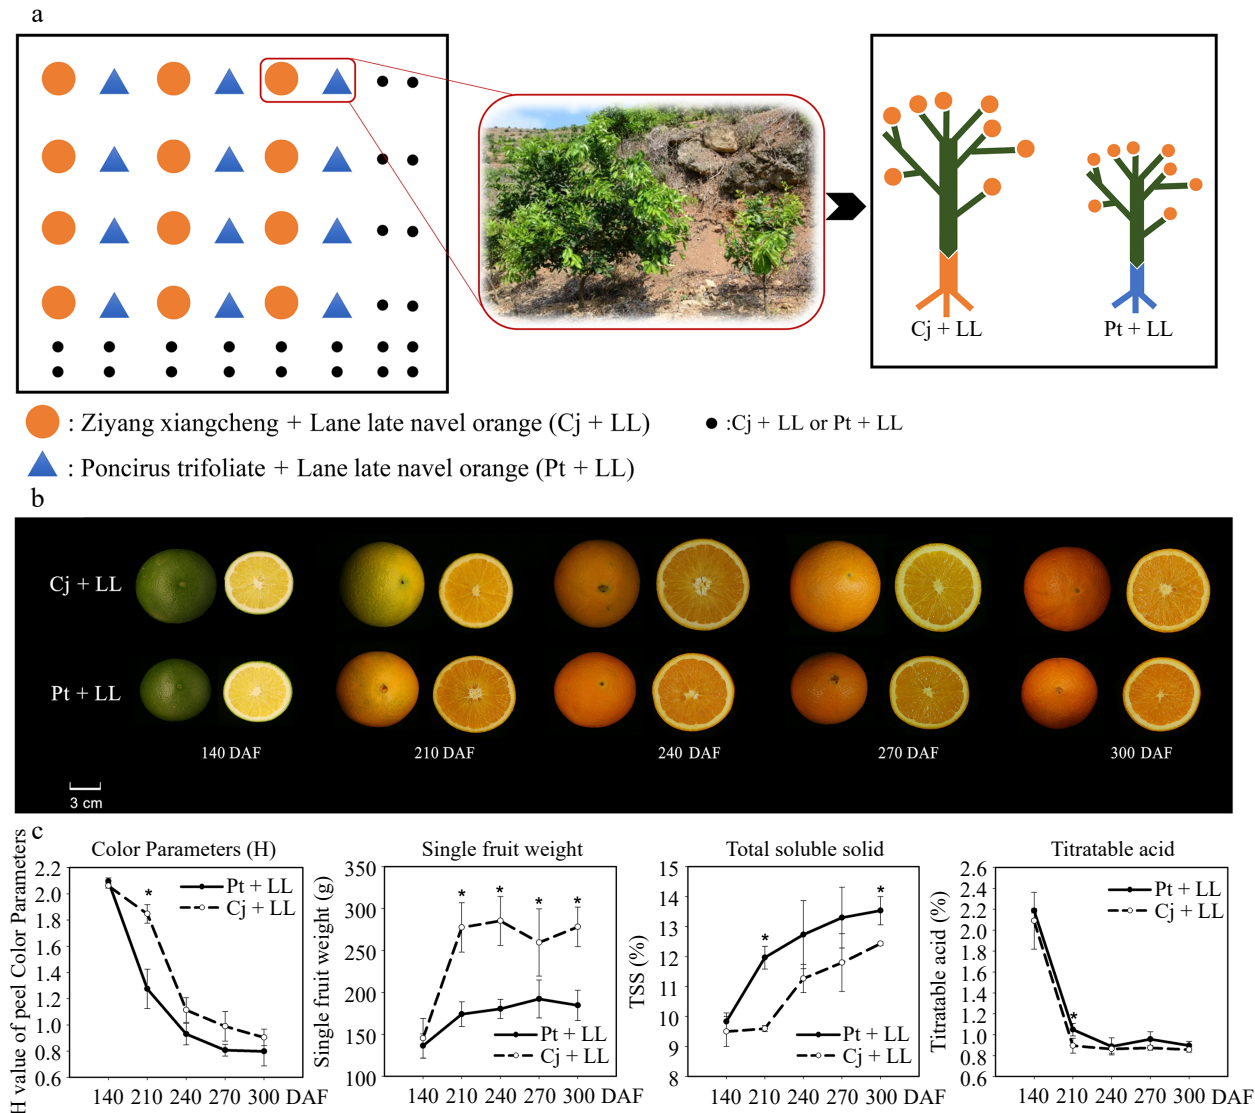 a
Cj + LL
Pt + LL
: Ziyang xiangcheng + Lane late navel orange (Cj + LL)
:Cj + LL or Pt + LL
: Poncirus trifoliate + Lane late navel orange (Pt + LL)
b
Cj + LL
Pt + LL
140 DAF
210 DAF
240 DAF
270 DAF
300 DAF
3 cm
c
Color Parameters (H)
H value of peel Color Parameters
2.2
2.0
1.8
1.6
1.4
1.2
1.0
0.8
0.6
*
Pt + LL
Cj + LL
140 210 240 270 300 DAF
Single fruit weight
Single fruit weight (g)
350
300
250
200
150
100
* * * *
Pt + LL
Cj + LL
140 210 240 270 300 DAF
Total soluble solid
TSS (%)
15
14
13
12
11
10
9
8
* *
Pt + LL
Cj + LL
140 210 240 270 300 DAF
Titratable acid
Titratable acid (%)
2.6
2.4
2.2
2.0
1.8
1.6
1.4
1.2
1.0
0.8
0.6
*
Pt + LL
Cj + LL
140 210 240 270 300 DAF